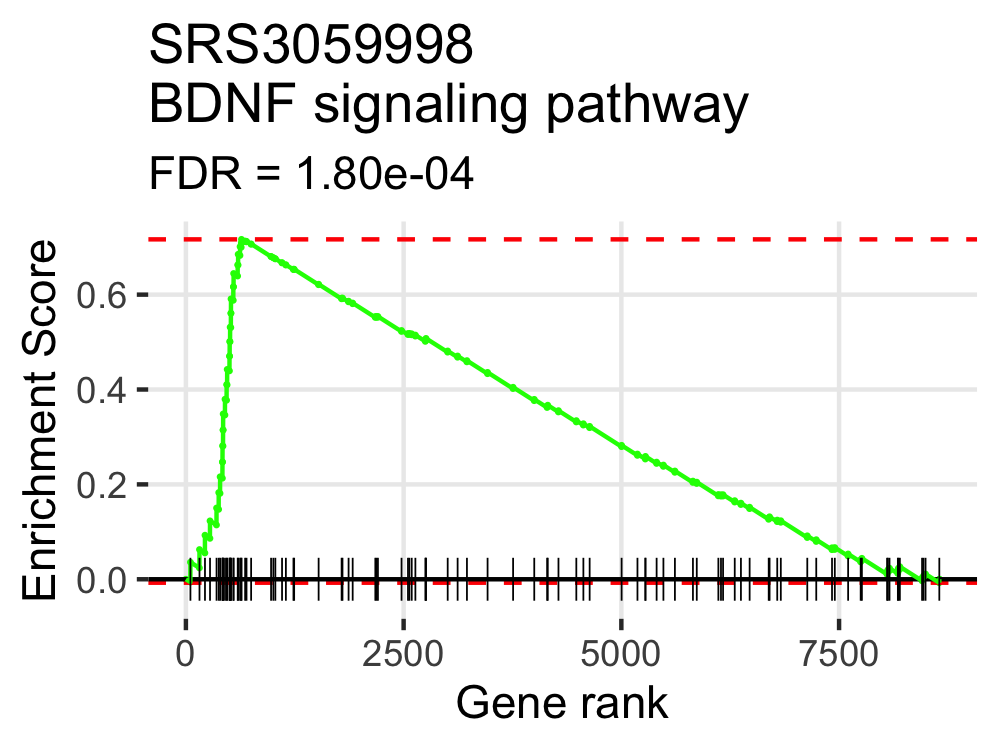 SRS3059998
BDNF signaling pathway
FDR = 1.80e-04
Enrichment Score
0.6
0.4
0.2
0.0
0
2500
5000
7500
Gene rank